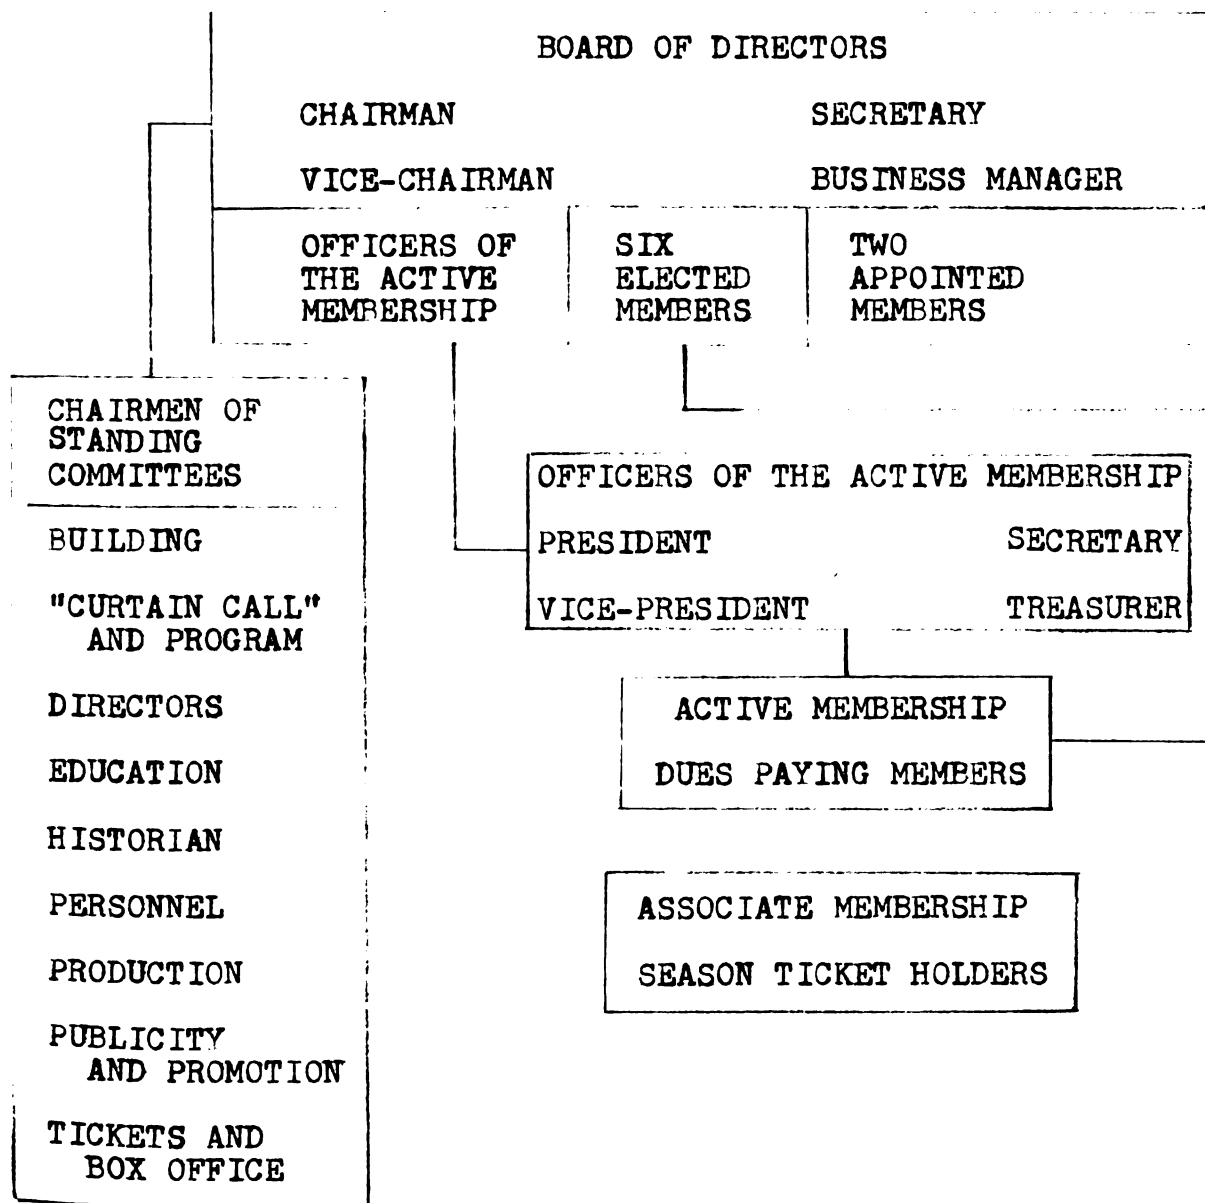 BOARD OF DIRECTORS
CHAIRMAN SECRETARY
VICE-CHAIRMAN BUSINESS MANAGER
OFFICERS OF
THE ACTIVE
MEMBERSHIP
SIX
ELECTED
MEMBERS
TWO
APPOINTED
MEMBERS
CHAIRMEN OF
STANDING
COMMITTEES
BUILDING
"CURTAIN CALL"
AND PROGRAM
DIRECTORS
EDUCATION
HISTORIAN
PERSONNEL
PRODUCTION
PUBLICITY
AND PROMOTION
TICKETS AND
BOX OFFICE
OFFICERS OF THE ACTIVE MEMBERSHIP
PRESIDENT SECRETARY
VICE-PRESIDENT TREASURER
ACTIVE MEMBERSHIP
DUES PAYING MEMBERS
ASSOCIATE MEMBERSHIP
SEASON TICKET HOLDERS